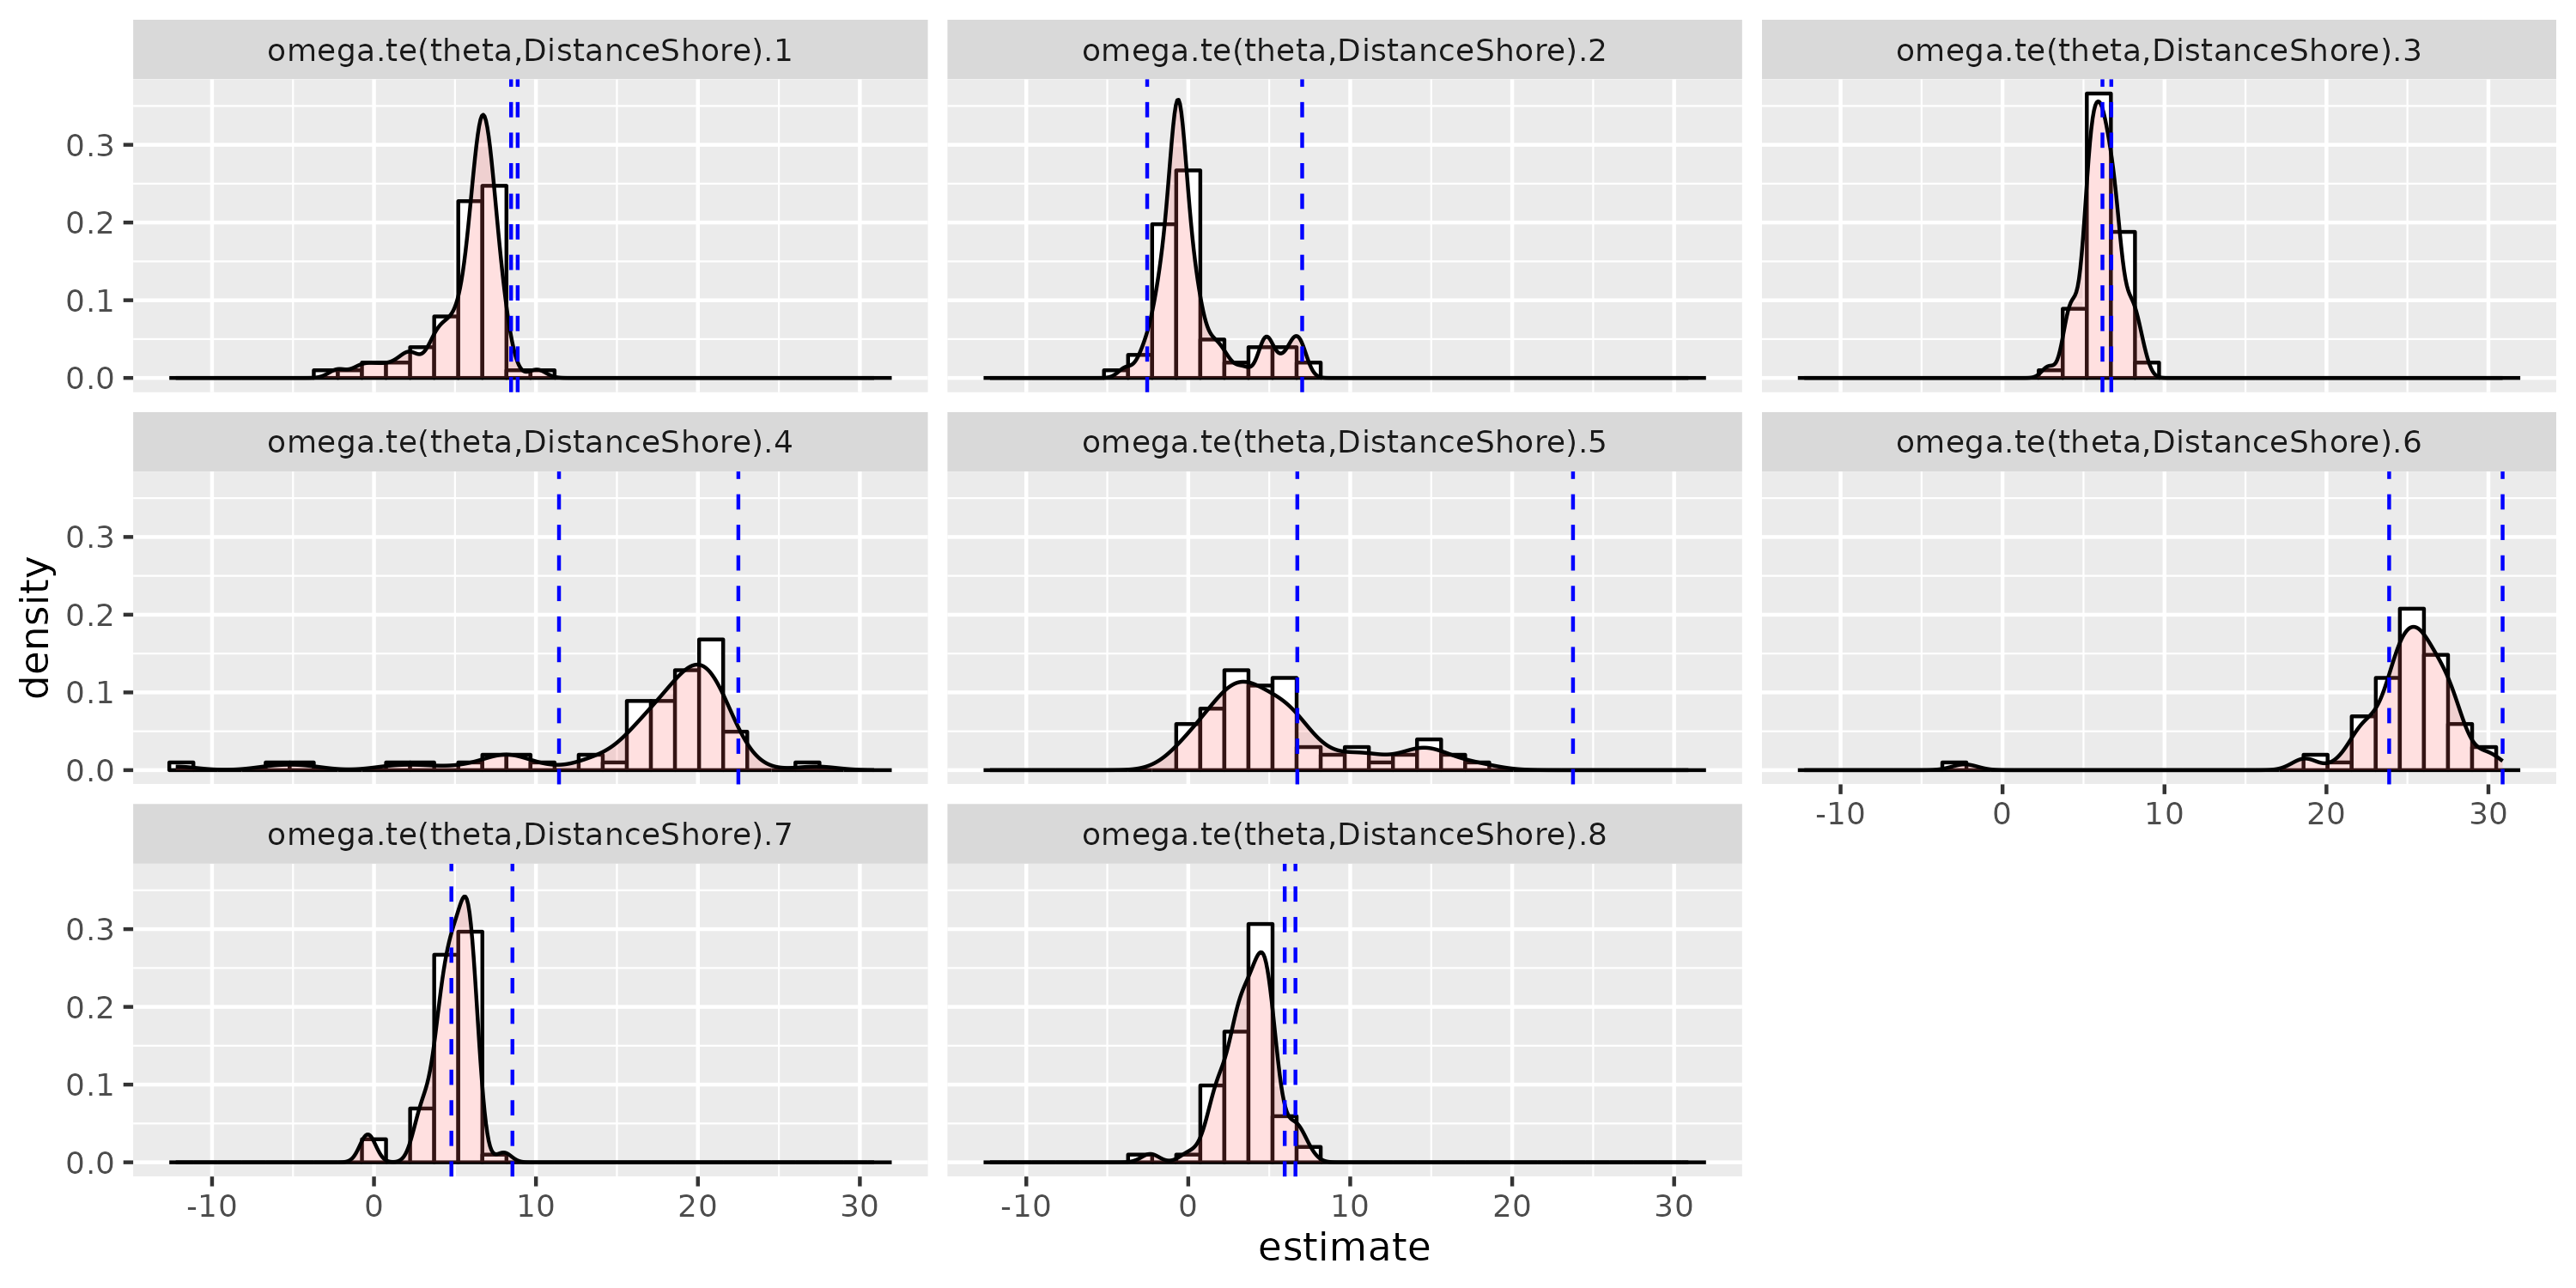 omega.te(theta,DistanceShore).1
omega.te(theta,DistanceShore).2
omega.te(theta,DistanceShore).3
0.3
0.2
0.1
0.0
omega.te(theta,DistanceShore).4
omega.te(theta,DistanceShore).5
omega.te(theta,DistanceShore).6
density
0.3
0.2
0.1
0.0
-10 0 10 20 30
omega.te(theta,DistanceShore).7
omega.te(theta,DistanceShore).8
0.3
0.2
0.1
0.0
-10 0 10 20 30
-10 0 10 20 30
estimate